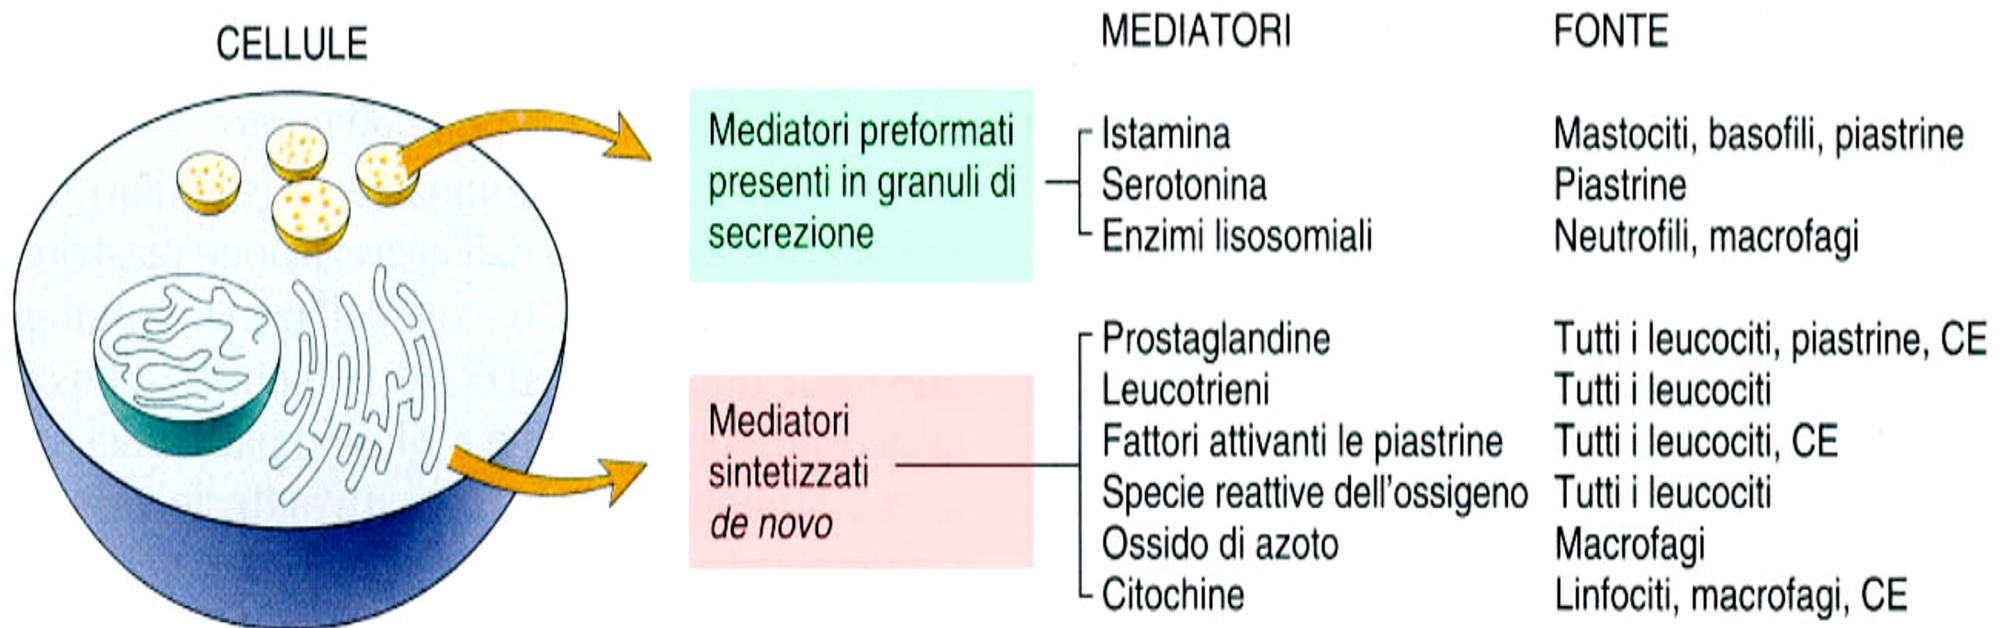 CELLULE
MEDIATORI FONTE
Mediatori preformati
presenti in granuli di
secrezione
Istamina Mastociti, basofili, piastrine
Serotonina Piastrine
Enzimi lisosomiali Neutrofili, macrofagi
Mediatori
sintetizzati
de novo
Prostaglandine Tutti i leucociti, piastrine, CE
Leucotrieni Tutti i leucociti
Fattori attivanti le piastrine Tutti i leucociti, CE
Specie reattive dell'ossigeno Tutti i leucociti
Ossido di azoto Macrofagi
Citochine Linfociti, macrofagi, CE